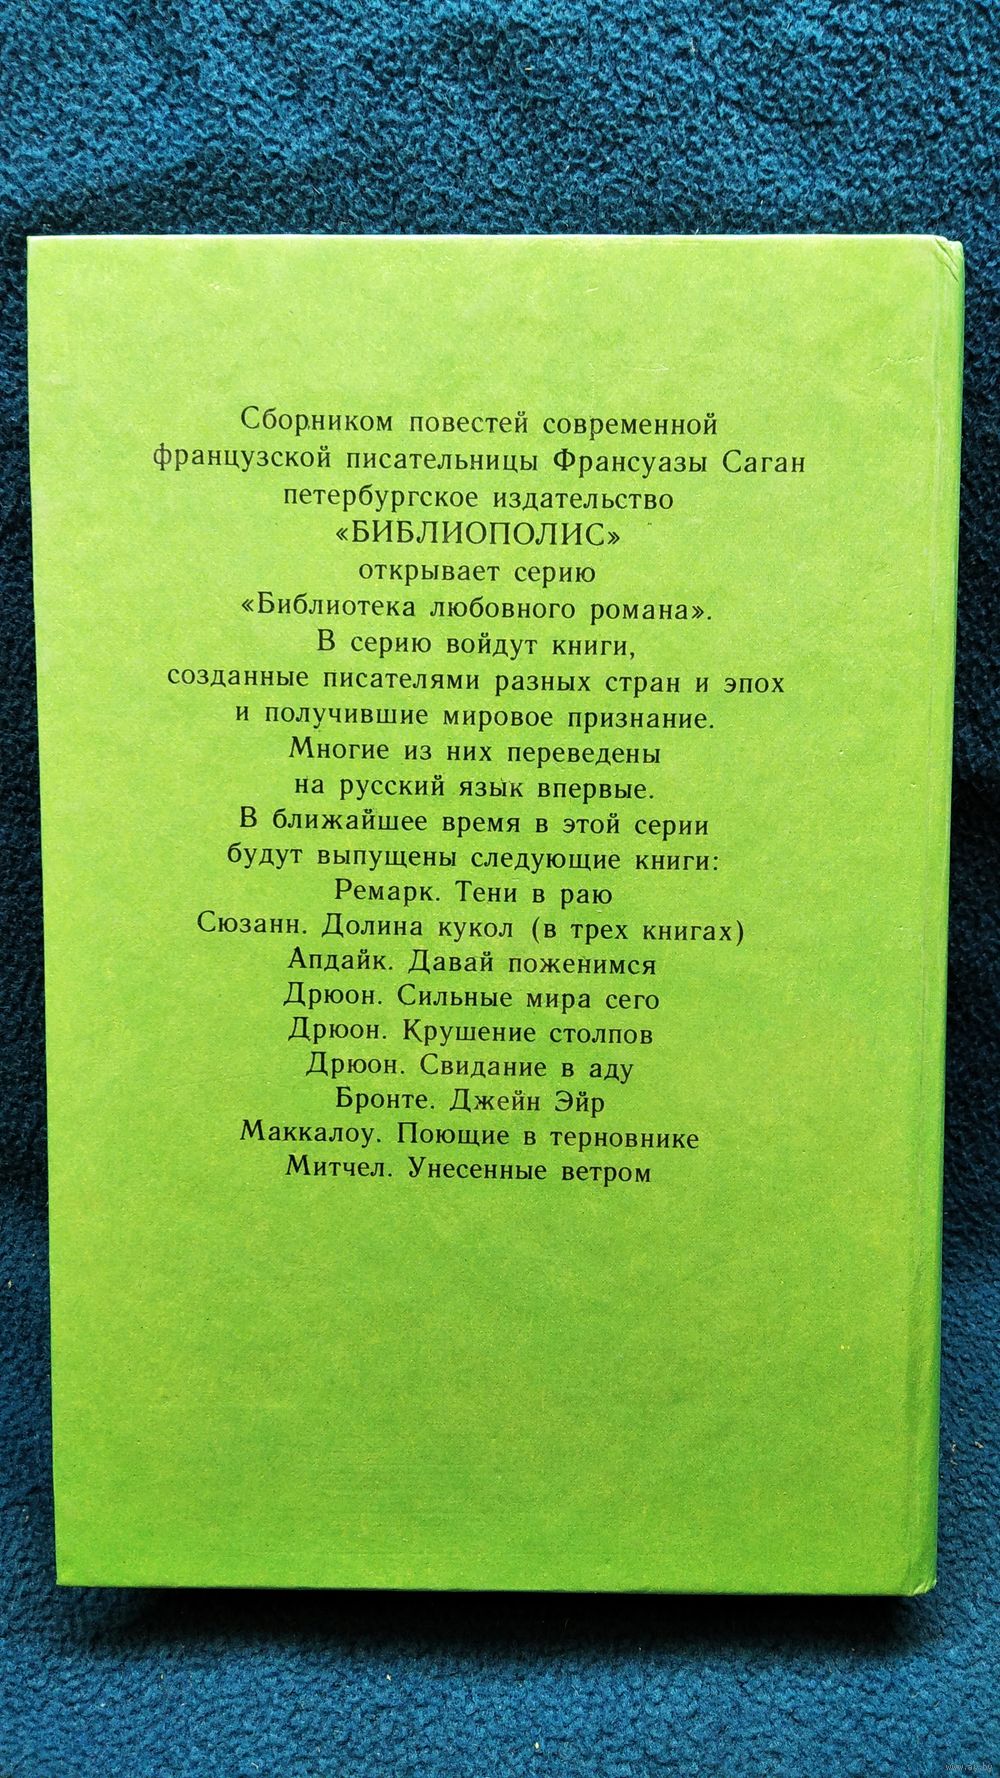 Сборником повестей современной
французской писательницы Франсуазы Саган
петербургское издательство
«БИБЛИОПОЛИС»
открывает серию
«Библиотека любовного романа».
В серию войдут книги,
созданные писателями разных стран и эпох
и получившие мировое признание.
Многие из них переведены
на русский язык впервые.
В ближайшее время в этой серии
будут выпущены следующие книги:
Ремарк. Тени в раю
Сюзанн. Долина кукол (в трех книгах)
Апдайк. Давай поженимся
Дрюон. Сильные мира сего
Дрюон. Крушение столпов
Дрюон. Свидание в аду
Бронте. Джейн Эйр
Маккалоу. Поющие в терновнике
Митчел. Унесенные ветром
www.ay.by